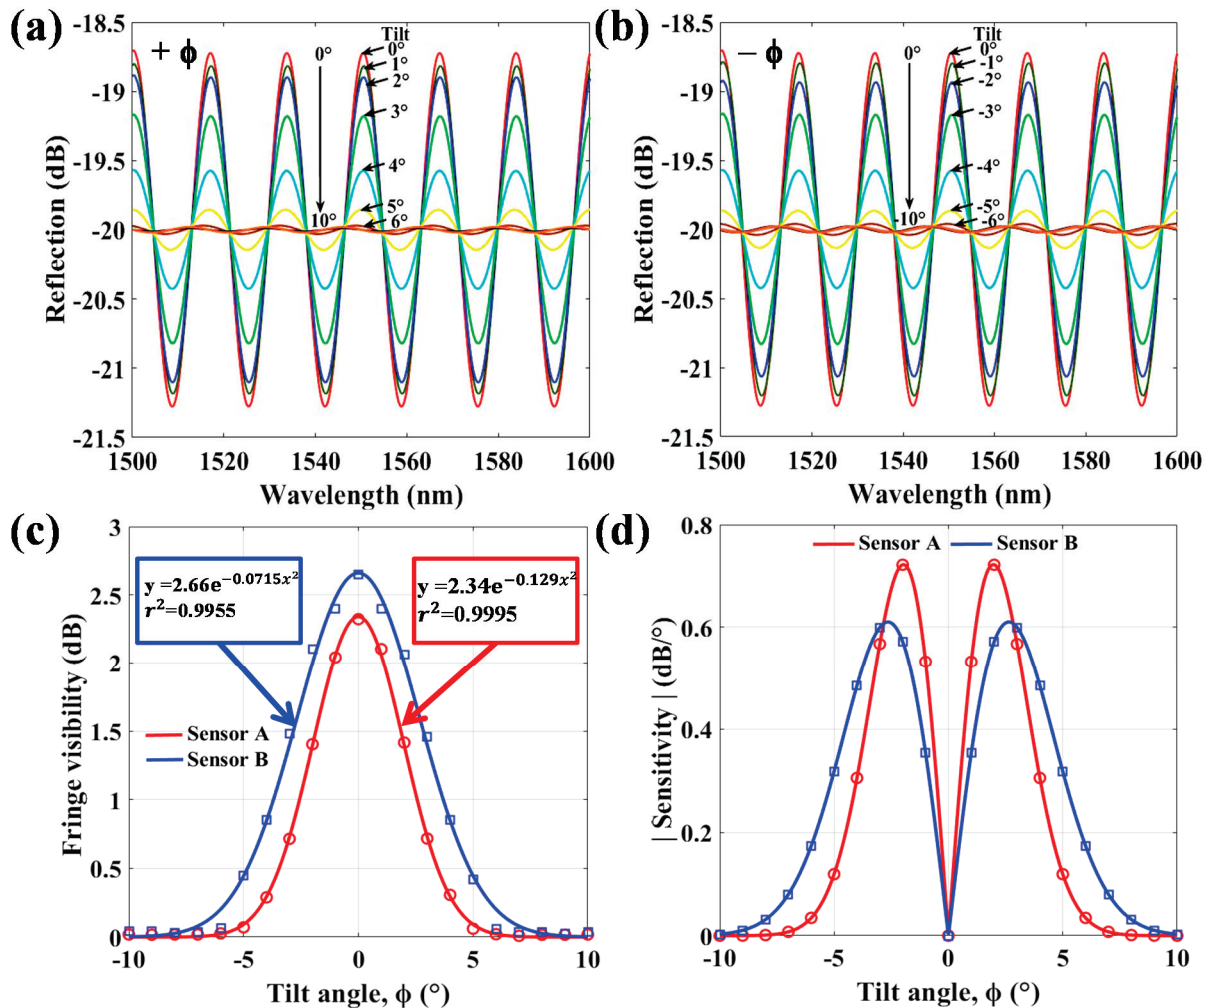 (a)
+ ϕ
Tilt
0°
0°
1°
2°
3°
4°
5°
6°
10°
-18.5
-19
-19.5
-20
-20.5
-21
-21.5
1500 1520 1540 1560 1580 1600
Reflection (dB)
Wavelength (nm)
(b)
− ϕ
Tilt
0°
0°
-1°
-2°
-3°
-4°
-5°
-6°
-10°
-18.5
-19
-19.5
-20
-20.5
-21
-21.5
1500 1520 1540 1560 1580 1600
Reflection (dB)
Wavelength (nm)
(c)
y =2.66e^{-0.0715x^2}
r²=0.9955
y =2.34e^{-0.129x^2}
r²=0.9995
Sensor A
Sensor B
3
2.5
2
1.5
1
0.5
0
-10 -5 0 5 10
Fringe visibility (dB)
Tilt angle, ϕ (°)
(d)
Sensor A Sensor B
0.8
0.6
0.4
0.2
0
-10 -5 0 5 10
|Sensitivity | (dB/°)
Tilt angle, ϕ (°)